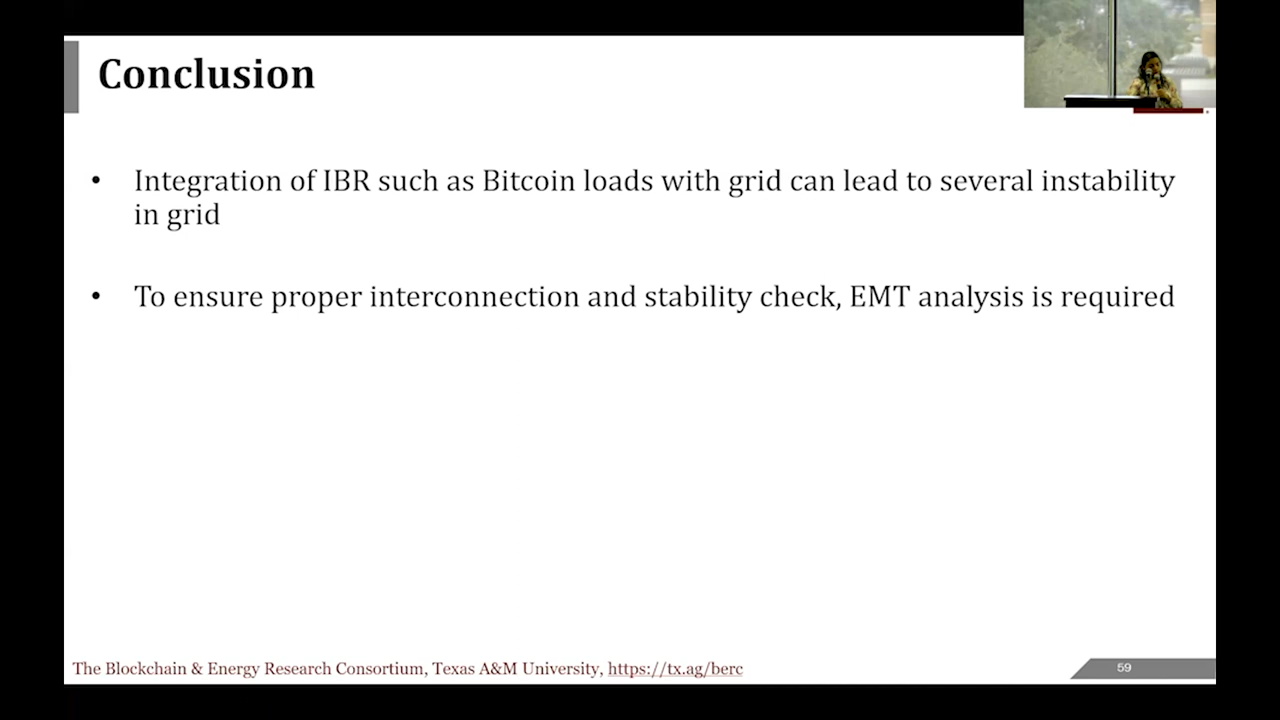 Conclusion
• Integration of IBR such as Bitcoin loads with grid can lead to several instability
in grid
• To ensure proper interconnection and stability check, EMT analysis is required
The Blockchain & Energy Research Consortium, Texas A&M University, https://tx.ag/berc
59